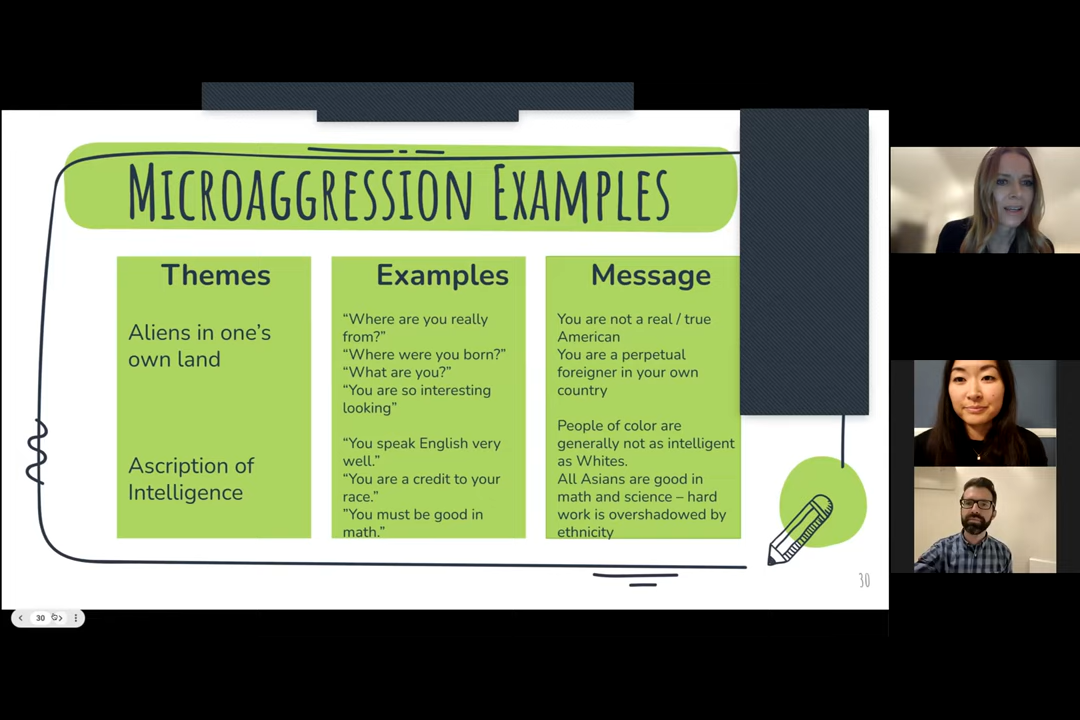 Microaggression Examples
Themes
Aliens in one's
own land
Ascription of
Intelligence
Examples
“Where are you really
from?”
“Where were you born?”
“What are you?”
“You are so interesting
looking”
“You speak English very
well.”
“You are a credit to your
race.”
”You must be good in
math.”
Message
You are not a real / true
American
You are a perpetual
foreigner in your own
country
People of color are
generally not as intelligent
as Whites.
All Asians are good in
math and science – hard
work is overshadowed by
ethnicity
30
30